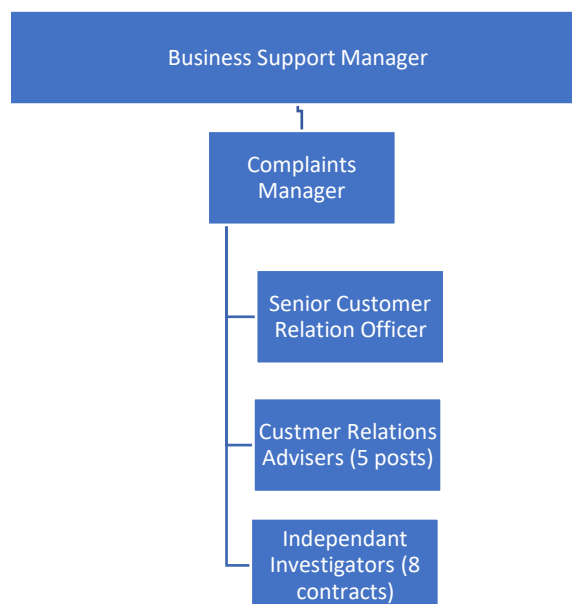 Business Support Manager
Complaints
Manager
Senior Customer
Relation Officer
Custmer Relations
Advisers (5 posts)
Independant
Investigators (8
contracts)